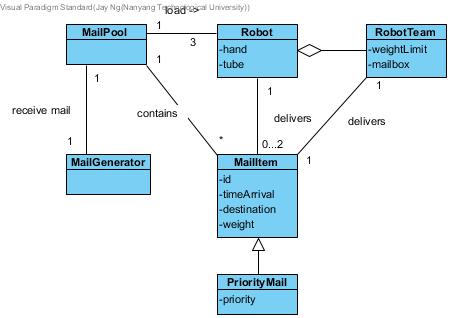 Visual Paradigm Standard(Jay Ng(Nanyang Technological University))
load ->
MailPool
1
3
Robot
-hand
-tube
RobotTeam
-weightLimit
-mailbox
1
1
1
1
receive mail
contains
delivers
delivers
1
*
0...2
1
MailGenerator
MailItem
-id
-timeArrival
-destination
-weight
PriorityMail
-priority